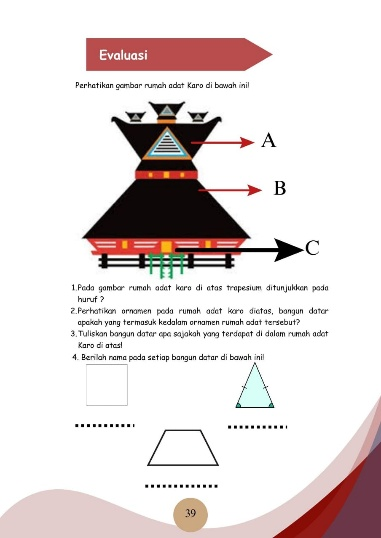 Evaluasi
Perhatikan gambar rumah adat Karo di bawah ini!
A
B
C
1.Pada gambar rumah adat karo di atas trapesium ditunjukkan pada
huruf ?
2.Perhatikan ornamen pada rumah adat karo diatas, bangun datar
apakah yang termasuk kedalam ornamen rumah adat tersebut?
3.Tuliskan bangun datar apa sajakah yang terdapat di dalam rumah adat
Karo di atas!
4. Berilah nama pada setiap bangun datar di bawah ini!
39